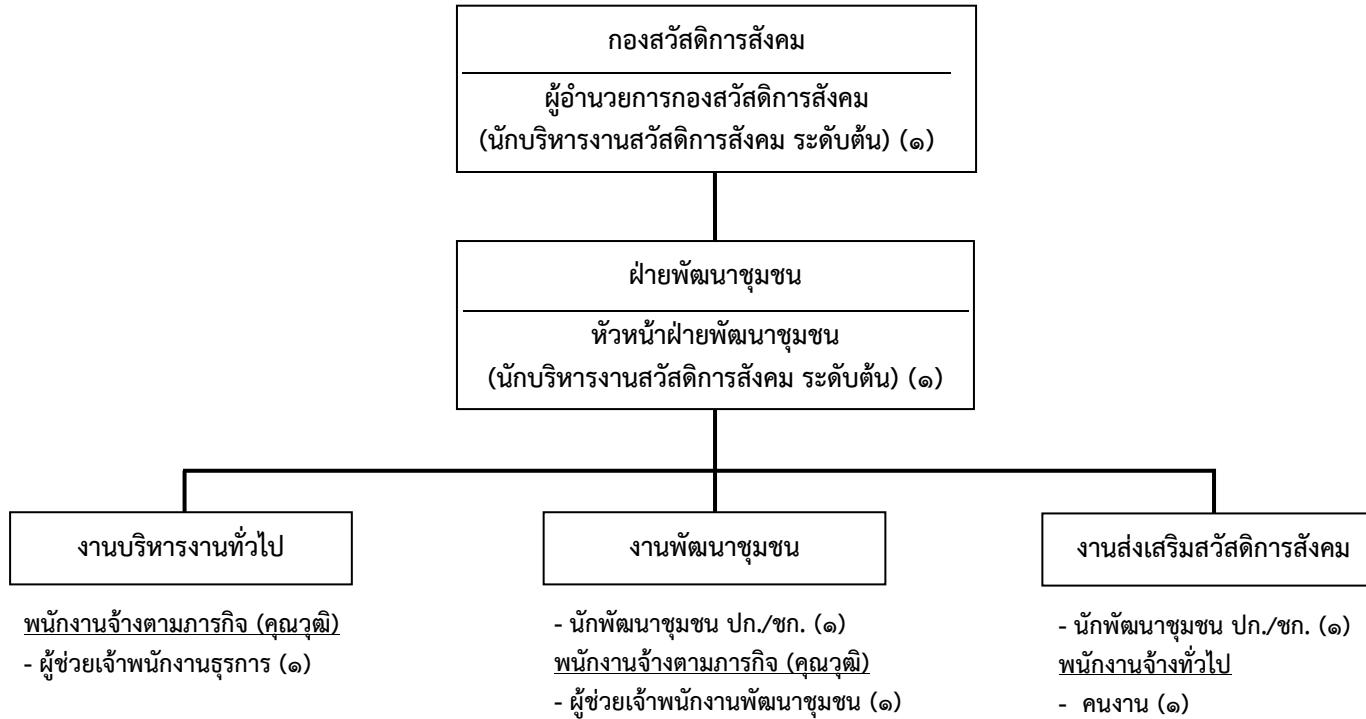 กองสวัสดิการสังคม
ผู้อำนวยการกองสวัสดิการสังคม
(นักบริหารงานสวัสดิการสังคม ระดับต้น) (๑)
ฝ่ายพัฒนาชุมชน
หัวหน้าฝ่ายพัฒนาชุมชน
(นักบริหารงานสวัสดิการสังคม ระดับต้น) (๑)
งานบริหารงานทั่วไป
พนักงานจ้างตามภารกิจ (คุณวุฒิ)
- ผู้ช่วยเจ้าพนักงานธุรการ (๑)
งานพัฒนาชุมชน
- นักพัฒนาชุมชน ปก./ชก. (๑)
พนักงานจ้างตามภารกิจ (คุณวุฒิ)
- ผู้ช่วยเจ้าพนักงานพัฒนาชุมชน (๑)
งานส่งเสริมสวัสดิการสังคม
- นักพัฒนาชุมชน ปก./ชก. (๑)
พนักงานจ้างทั่วไป
- คนงาน (๑)